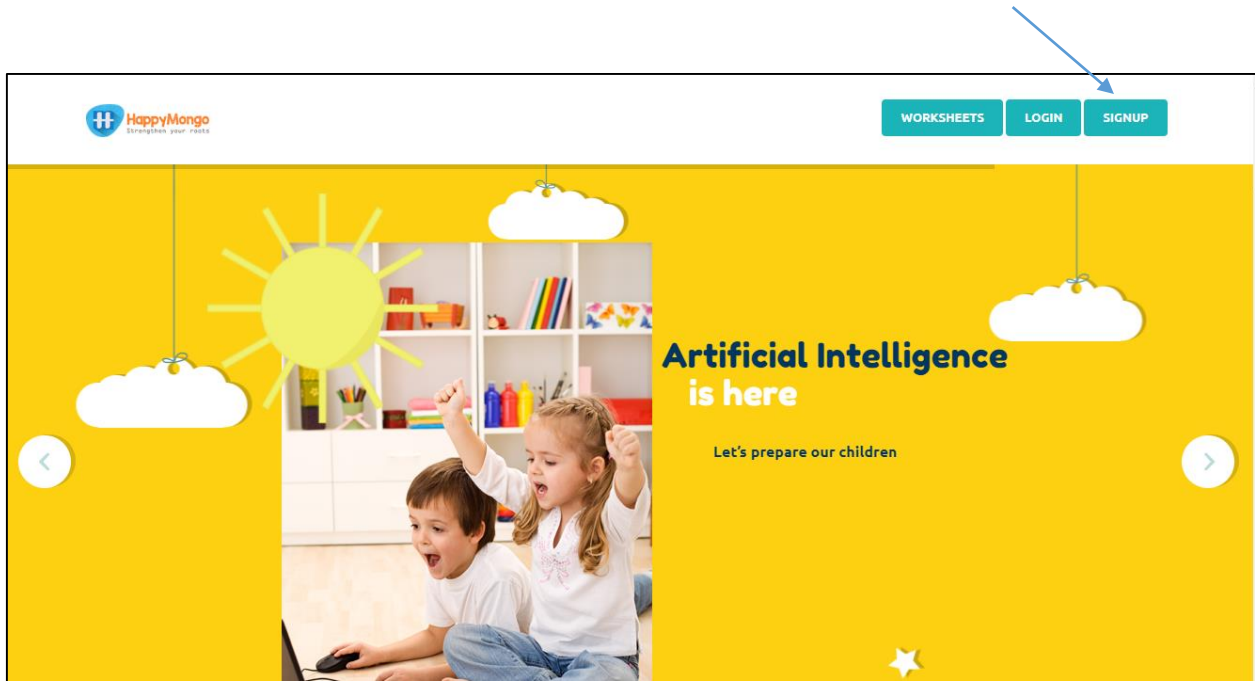 HappyMongo
Strengthen your roots
WORKSHEETS LOGIN SIGNUP
Artificial Intelligence
is here
Let's prepare our children